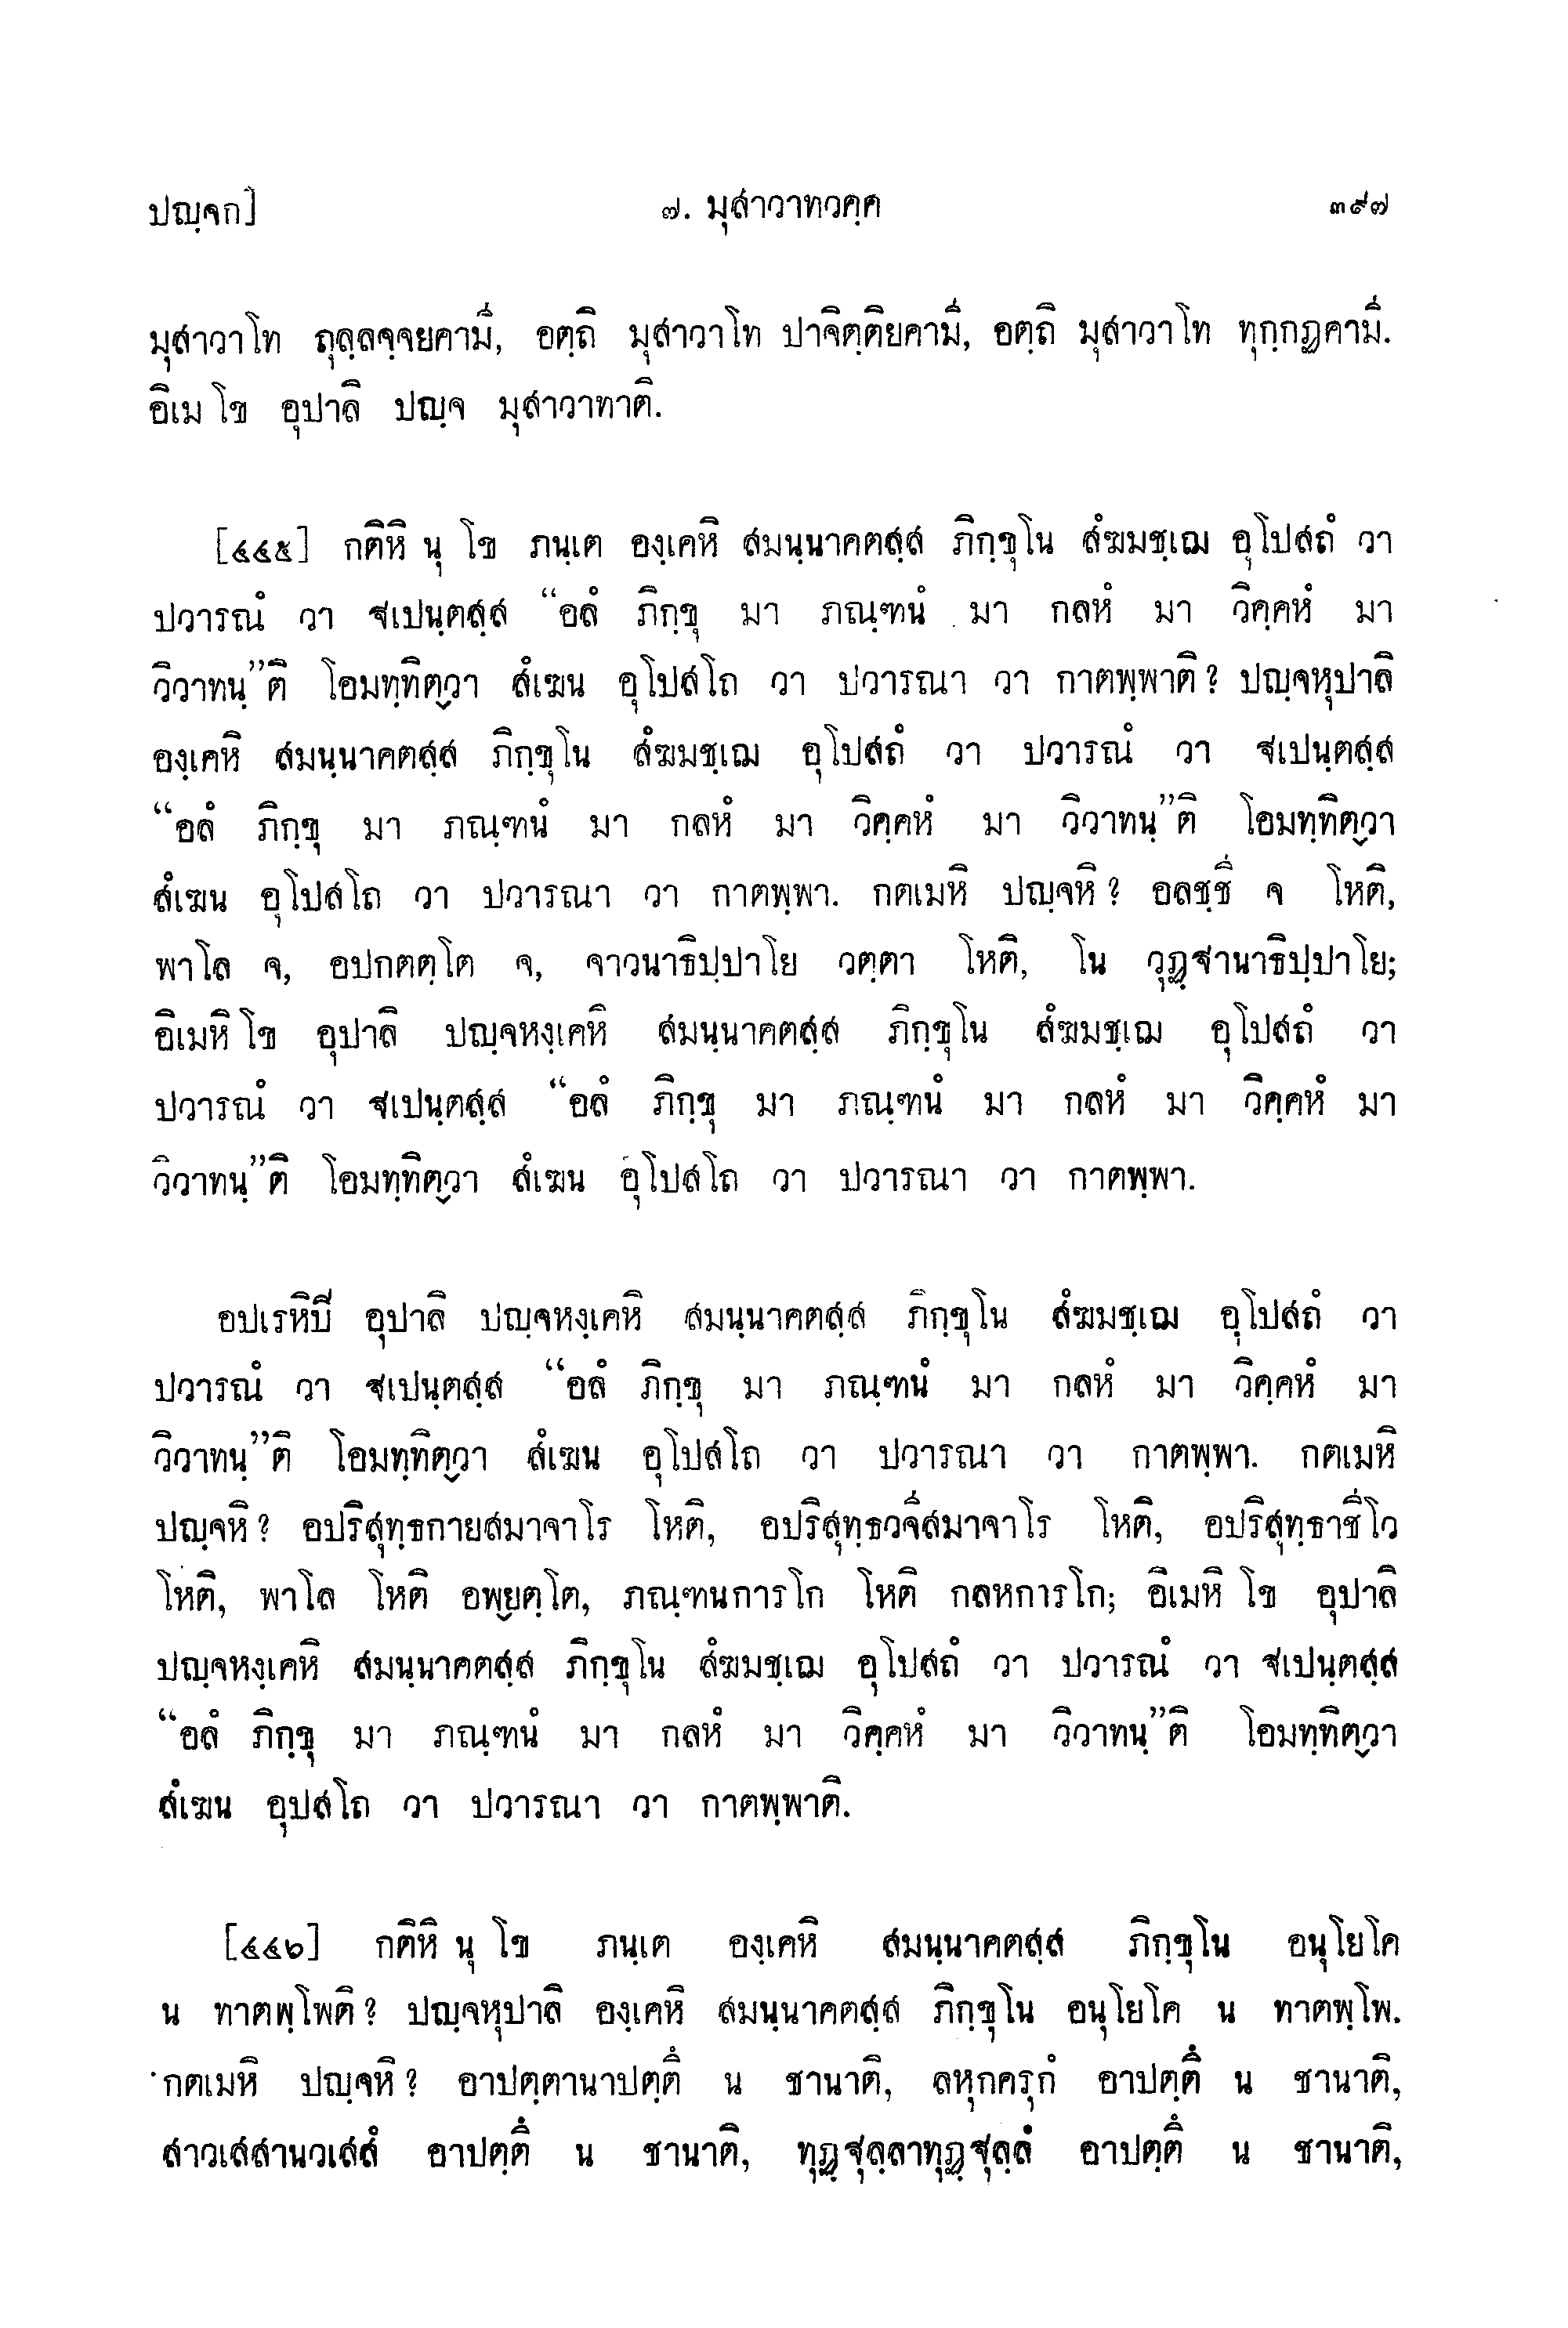 ปญฺจก]
๗. มุสาวาทวคฺค
๓๙๗
มุสาวาโท ถุลฺลจฺจยคามี, อตฺถิ มุสาวาโท ปาจิตฺติยคามี, อตฺถิ มุสาวาโท ทุกฺกฏคามี.
อิเม โข อุปาลิ ปญฺจ มุสาวาทาติ.
[๔๔๕] กติหิ นุ โข ภนฺเต องฺเคหิ สมนฺนาคตสฺส ภิกฺขุโน สํฆมชฺเฌ อุโปสถํ วา
ปวารณํ วา ฐเปนฺตสฺส “อลํ ภิกฺขุ มา ภณฺฑนํ มา กลหํ มา วิคฺคหํ มา
วิวาทนฺ”ติ โอมทฺทิตฺวา สํเฆน อุโปสโถ วา ปวารณา วา กาตพฺพาติ? ปญฺจหุปาลิ
องฺเคหิ สมนฺนาคตสฺส ภิกฺขุโน สํฆมชฺเฌ อุโปสถํ วา ปวารณํ วา ฐเปนฺตสฺส
“อลํ ภิกฺขุ มา ภณฺฑนํ มา กลหํ มา วิคฺคหํ มา วิวาทนฺ”ติ โอมทฺทิตฺวา
สํเฆน อุโปสโถ วา ปวารณา วา กาตพฺพา. กตเมหิ ปญฺจหิ? อลชฺชี จ โหติ,
พาโล จ, อปกตตฺโต จ, จาวนาธิปฺปาโย วตฺตา โหติ, โน วุฏฺฐานาธิปฺปาโย;
อิเมหิ โข อุปาลิ ปญฺจหงฺเคหิ สมนฺนาคตสฺส ภิกฺขุโน สํฆมชฺเฌ อุโปสถํ วา
ปวารณํ วา ฐเปนฺตสฺส “อลํ ภิกฺขุ มา ภณฺฑนํ มา กลหํ มา วิคฺคหํ มา
วิวาทนฺ”ติ โอมทฺทิตฺวา สํเฆน อุโปสโถ วา ปวารณา วา กาตพฺพา.
อปเรหิปิ อุปาลิ ปญฺจหงฺเคหิ สมนฺนาคตสฺส ภิกฺขุโน สํฆมชฺเฌ อุโปสถํ วา
ปวารณํ วา ฐเปนฺตสฺส “อลํ ภิกฺขุ มา ภณฺฑนํ มา กลหํ มา วิคฺคหํ มา
วิวาทนฺ”ติ โอมทฺทิตฺวา สํเฆน อุโปสโถ วา ปวารณา วา กาตพฺพา. กตเมหิ
ปญฺจหิ? อปริสุทฺธกายสมาจาโร โหติ, อปริสุทฺธวจีสมาจาโร โหติ, อปริสุทฺธาชีโว
โหติ, พาโล โหติ อพฺยตฺโต, ภณฺฑนการโก โหติ กลหการโก; อิเมหิ โข อุปาลิ
ปญฺจหงฺเคหิ สมนฺนาคตสฺส ภิกฺขุโน สํฆมชฺเฌ อุโปสถํ วา ปวารณํ วา ฐเปนฺตสฺส
“อลํ ภิกฺขุ มา ภณฺฑนํ มา กลหํ มา วิคฺคหํ มา วิวาทนฺ”ติ โอมทฺทิตฺวา
สํเฆน อุปสโถ วา ปวารณา วา กาตพฺพาติ.
[๔๔๖] กติหิ นุ โข ภนฺเต องฺเคหิ สมนฺนาคตสฺส ภิกฺขุโน อนุโยโค
น ทาตพฺโพติ? ปญฺจหุปาลิ องฺเคหิ สมนฺนาคตสฺส ภิกฺขุโน อนุโยโค น ทาตพฺโพ.
กตเมหิ ปญฺจหิ? อาปตฺตานาปตฺตึ น ชานาติ, ลหุกครุกํ อาปตฺตึ น ชานาติ,
สาวเสสานวเสสํ อาปตฺตึ น ชานาติ, ทุฏฺฐุลฺลาทุฏฺฐุลฺลํ อาปตฺตึ น ชานาติ,